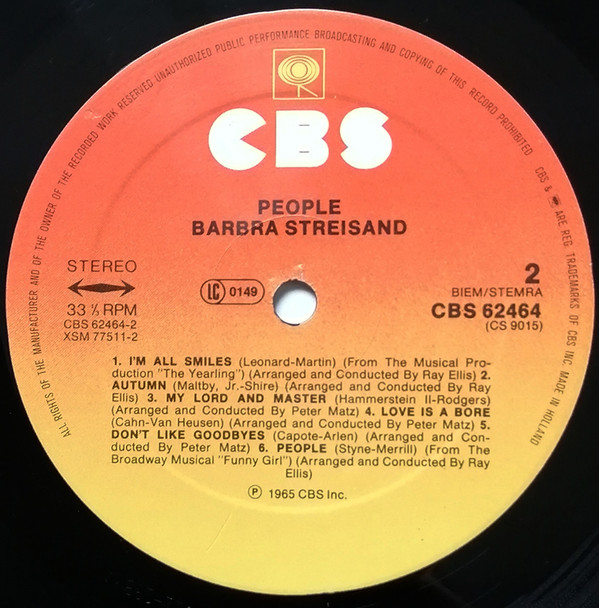 ALL RIGHTS OF THE MANUFACTURER AND OF THE OWNER OF THE RECORDED WORK RESERVED UNAUTHORIZED PUBLIC PERFORMANCE BROADCASTING AND COPYING OF THIS RECORD PROHIBITED CBS & ARE REG. TRADEMARKS OF CBS INC. MADE IN HOLLAND
CBS
PEOPLE
BARBRA STREISAND
STEREO
33 ⅓ RPM
CBS 62464-2
XSM 77511-2
LC 0149
2
BIEM/STEMRA
CBS 62464
(CS 9015)
1. I'M ALL SMILES (Leonard-Martin) (From The Musical Pro-
duction "The Yearling") (Arranged and Conducted By Ray Ellis) 2.
AUTUMN (Maltby, Jr.-Shire) (Arranged and Conducted By Ray
Ellis) 3. MY LORD AND MASTER (Hammerstein II-Rodgers)
(Arranged and Conducted By Peter Matz) 4. LOVE IS A BORE
(Cahn-Van Heusen) (Arranged and Conducted By Peter Matz) 5.
DON'T LIKE GOODBYES (Capote-Arlen) (Arranged and Con-
ducted By Peter Matz) 6. PEOPLE (Styne-Merrill) (From The
Broadway Musical "Funny Girl") (Arranged and Conducted By Ray
Ellis)
℗ 1965 CBS Inc.